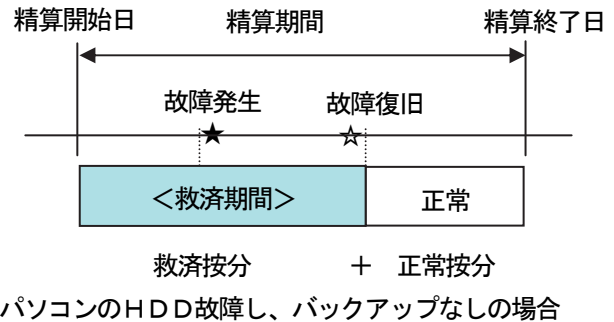 精算開始日 精算期間 精算終了日
故障発生 故障復旧
<救済期間> 正常
救済按分 + 正常按分
パソコンのHDD故障し、バックアップなしの場合